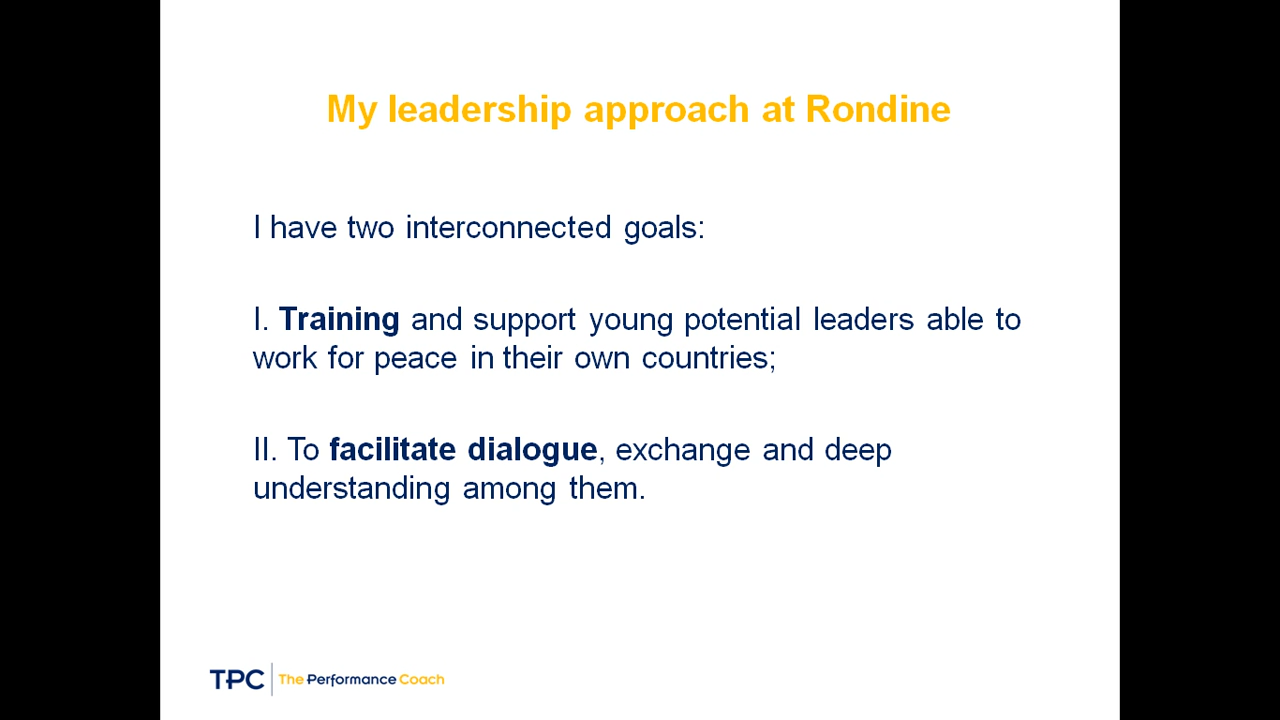 My leadership approach at Rondine
I have two interconnected goals:
I. Training and support young potential leaders able to
work for peace in their own countries;
II. To facilitate dialogue, exchange and deep
understanding among them.
TPC The Performance Coach